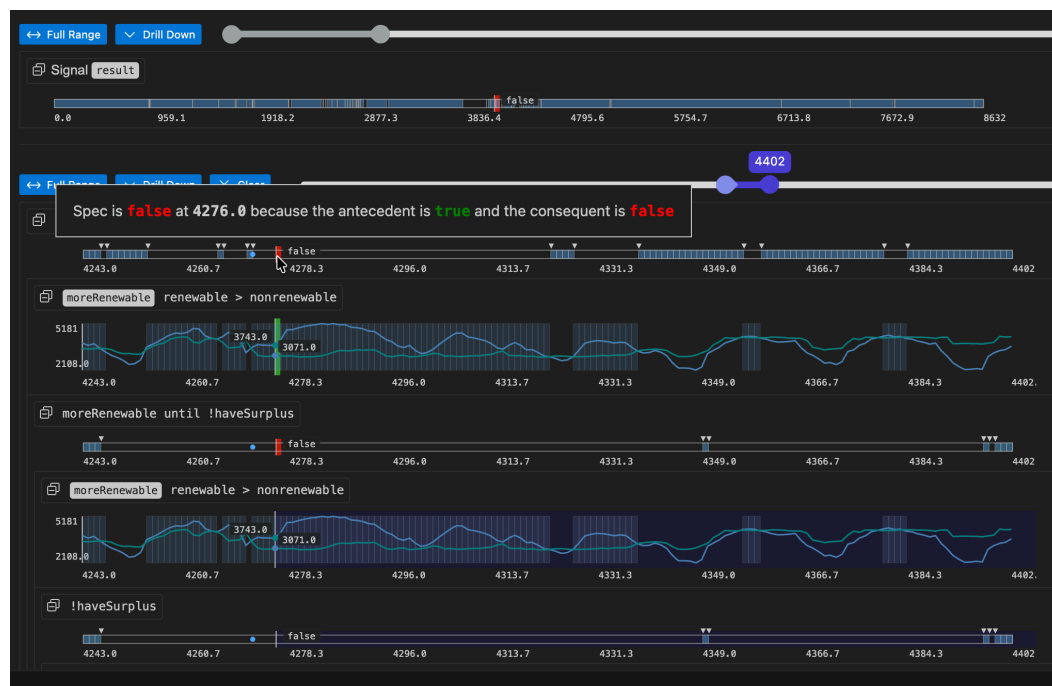 Full Range Drill Down
Signal result
false
0.0 959.1 1918.2 2877.3 3836.4 4795.6 5754.7 6713.8 7672.9 8632
4402
Full Range Drill Down Clear
Spec is false at 4276.0 because the antecedent is true and the consequent is false
false
4243.0 4260.7 4278.3 4296.0 4313.7 4331.3 4349.0 4366.7 4384.3 4402
moreRenewable renewable > nonrenewable
5181
3743.0
3071.0
2108.0
4243.0 4260.7 4278.3 4296.0 4313.7 4331.3 4349.0 4366.7 4384.3 4402.
moreRenewable until !haveSurplus
false
4243.0 4260.7 4278.3 4296.0 4313.7 4331.3 4349.0 4366.7 4384.3 4402
moreRenewable renewable > nonrenewable
5181
3743.0
3071.0
2108.0
4243.0 4260.7 4278.3 4296.0 4313.7 4331.3 4349.0 4366.7 4384.3 4402.
!haveSurplus
false
4243.0 4260.7 4278.3 4296.0 4313.7 4331.3 4349.0 4366.7 4384.3 4402